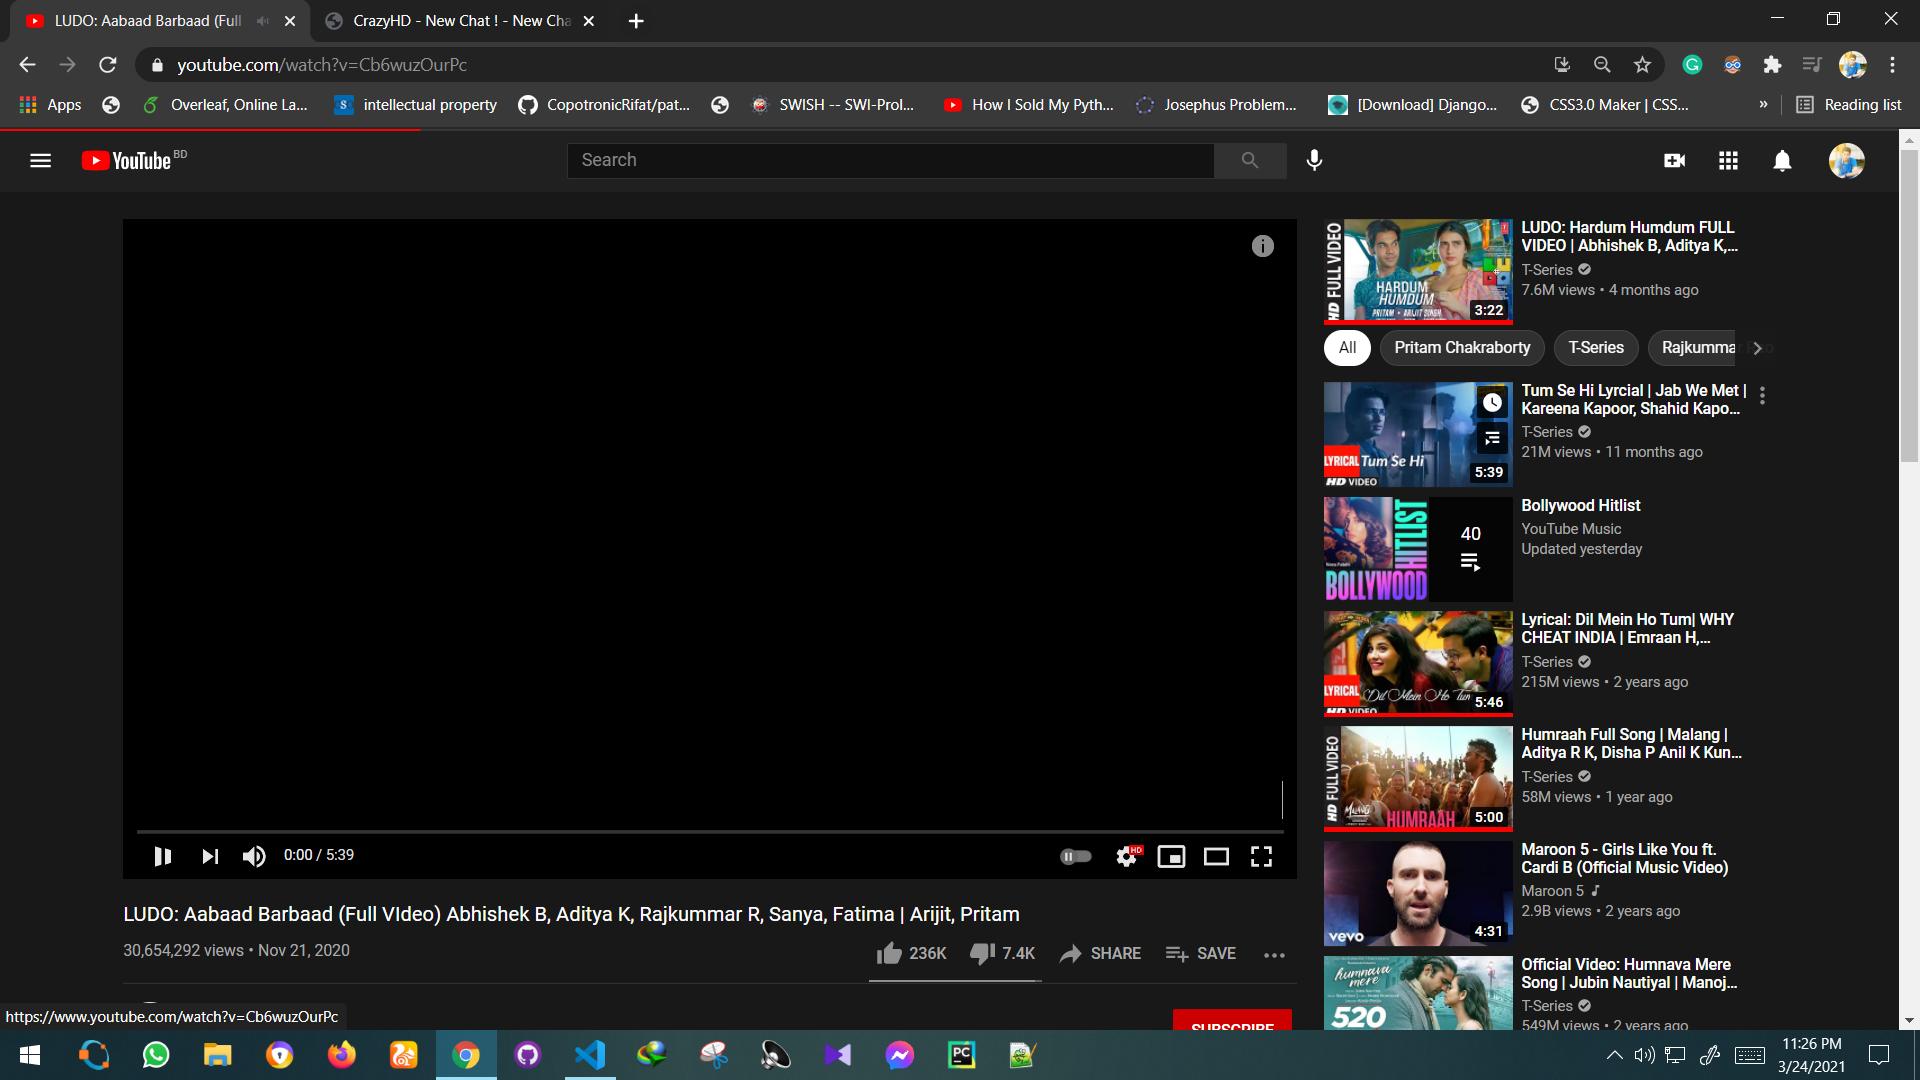 LUDO: Aabaad Barbaad (Full
CrazyHD - New Chat ! - New Cha
youtube.com/watch?v=Cb6wuzOurPc
Apps
Overleaf, Online La...
intellectual property
CopotronicRifat/pat...
SWISH -- SWI-Prol...
How I Sold My Pyth...
Josephus Problem...
[Download] Django...
CSS3.0 Maker | CSS...
»
Reading list
YouTube BD
Search
0:00 / 5:39
HD
LUDO: Aabaad Barbaad (Full VIdeo) Abhishek B, Aditya K, Rajkummar R, Sanya, Fatima | Arijit, Pritam
30,654,292 views • Nov 21, 2020
236K
7.4K
SHARE
SAVE
SUBSCRIBE
https://www.youtube.com/watch?v=Cb6wuzOurPc
HD FULL VIDEO
HARDUM
HUMDUM
PRITAM • ARIJIT SINGH
3:22
LUDO: Hardum Humdum FULL
VIDEO | Abhishek B, Aditya K,...
T-Series
7.6M views • 4 months ago
All
Pritam Chakraborty
T-Series
Rajkummar
LYRICAL Tum Se Hi
HD VIDEO
5:39
Tum Se Hi Lyrcial | Jab We Met |
Kareena Kapoor, Shahid Kapo...
T-Series
21M views • 11 months ago
HITLIST
BOLLYWOOD
40
Bollywood Hitlist
YouTube Music
Updated yesterday
LYRICAL Dil Mein Ho Tum
HD VIDEO
5:46
Lyrical: Dil Mein Ho Tum| WHY
CHEAT INDIA | Emraan H,...
T-Series
215M views • 2 years ago
HD FULL VIDEO
MALANG
HUMRAAH
5:00
Humraah Full Song | Malang |
Aditya R K, Disha P Anil K Kun...
T-Series
58M views • 1 year ago
vevo
4:31
Maroon 5 - Girls Like You ft.
Cardi B (Official Music Video)
Maroon 5
2.9B views • 2 years ago
humnava
mere
520
Official Video: Humnava Mere
Song | Jubin Nautiyal | Manoj...
T-Series
549M views • 2 years ago
PC
11:26 PM
3/24/2021